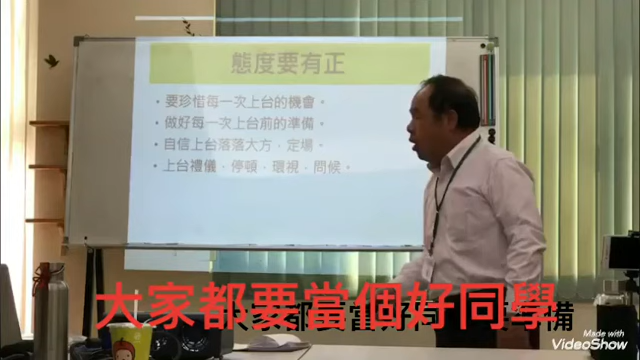 態度要有正
• 要珍惜每一次上台的機會。
• 做好每一次上台前的準備。
• 自信上台落落大方，定場。
• 上台禮儀，停頓，環視，問候。
大家都要當個好同學
Made with
VideoShow